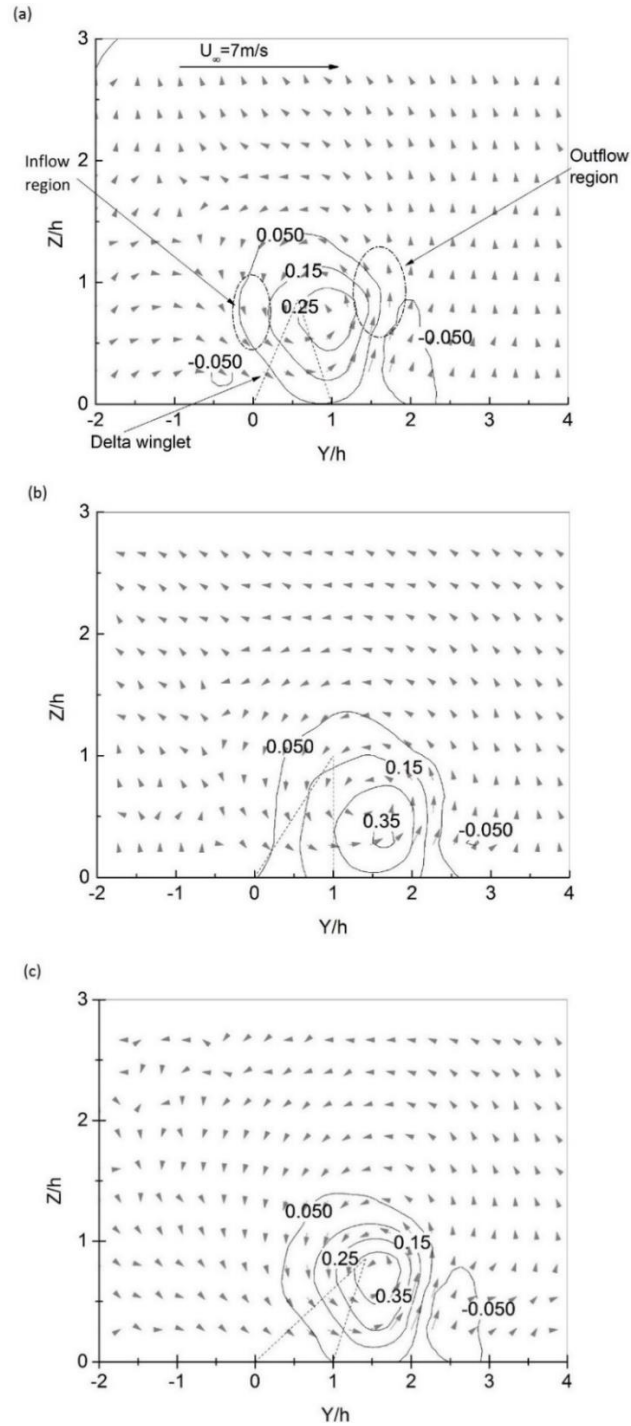 (a)
3
U∞=7m/s
Inflow
region
Outflow
region
2
Z/h
0.050
0.15
1
0.25
-0.050
-0.050
0
-2 -1 0 1 2 3 4
Delta winglet
Y/h
(b)
3
2
Z/h
0.050
1
0.15
0.35
-0.050
0
-2 -1 0 1 2 3 4
Y/h
(c)
3
2
Z/h
0.050
0.15
1
0.25
0.35
-0.050
0
-2 -1 0 1 2 3 4
Y/h